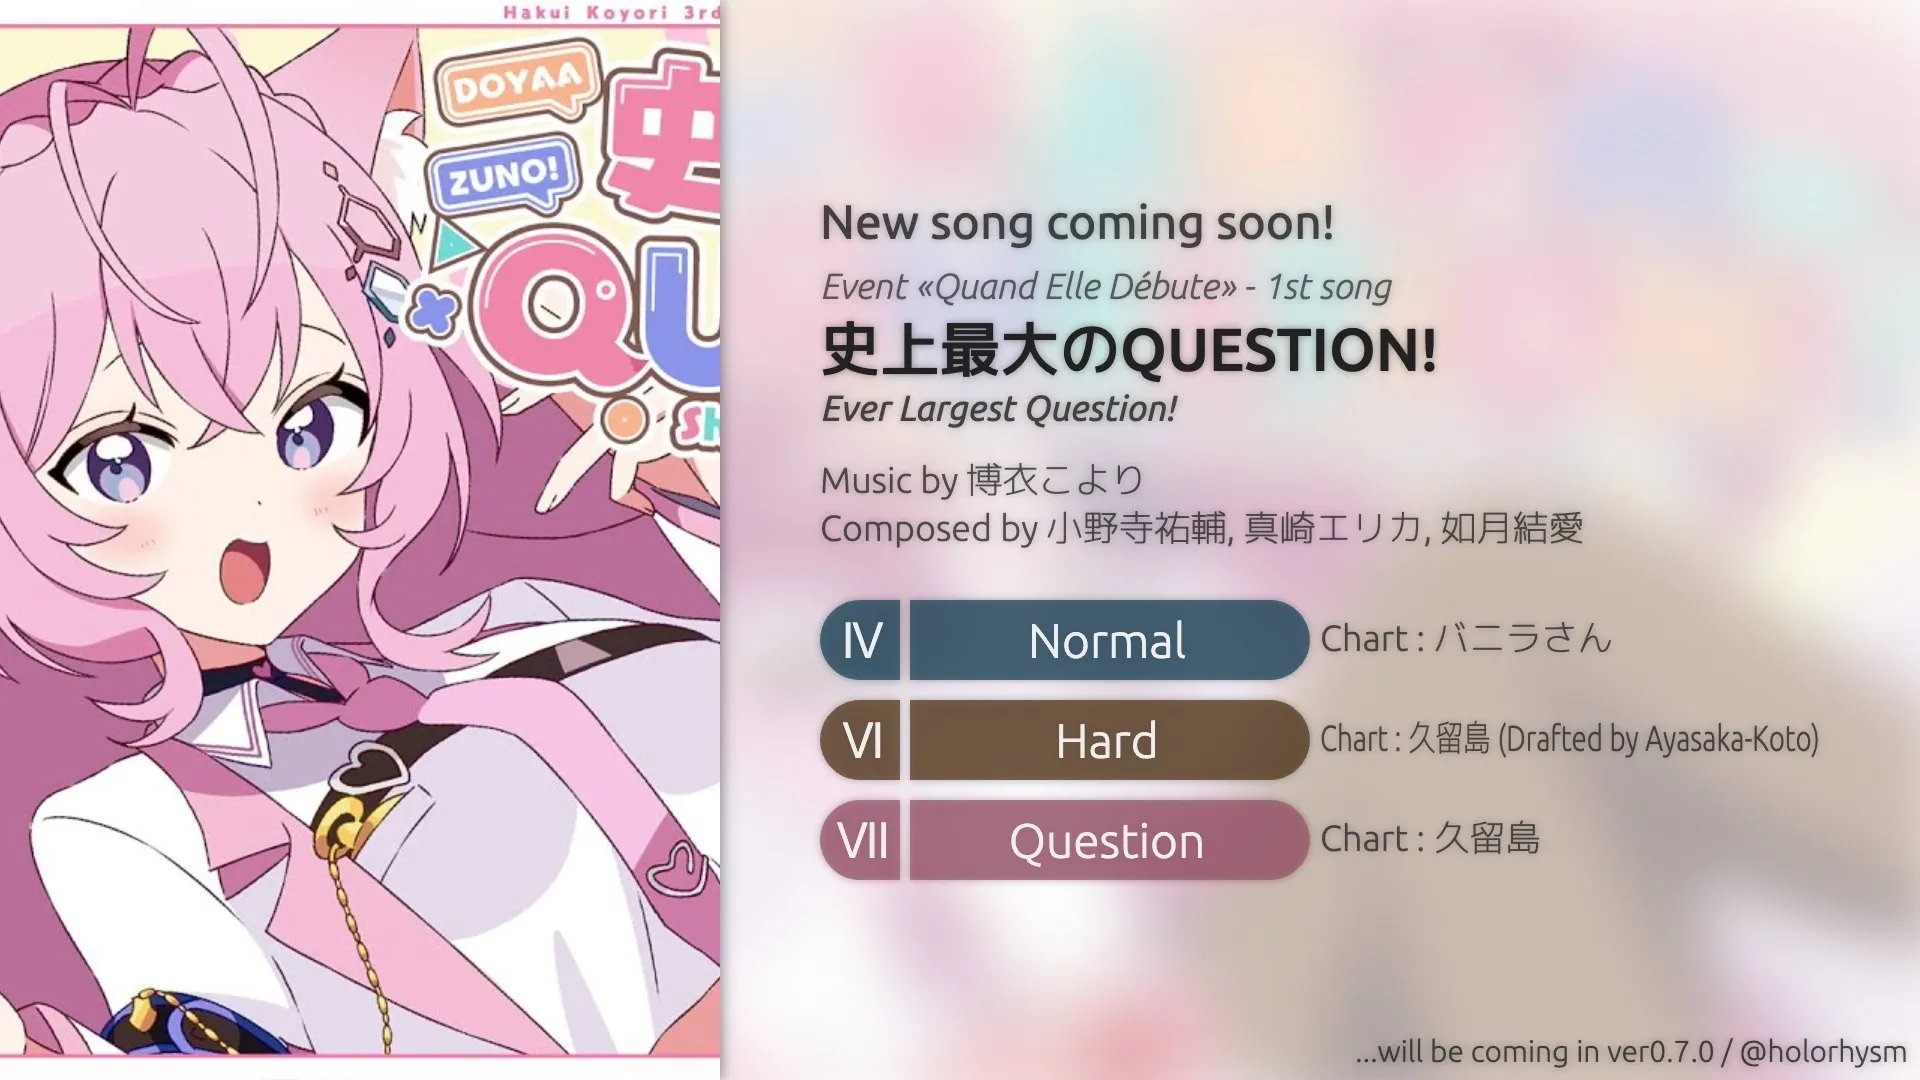 Hakui Koyori 3rd
DOYAA
史
ZUNO!
QU
Sh
New song coming soon!
Event «Quand Elle Débute» - 1st song
史上最大のQUESTION!
Ever Largest Question!
Music by 博衣こより
Composed by 小野寺祐輔, 真崎エリカ, 如月結愛
IV Normal Chart : バニラさん
VI Hard Chart : 久留島 (Drafted by Ayasaka-Koto)
VII Question Chart : 久留島
...will be coming in ver0.7.0 / @holorhysm